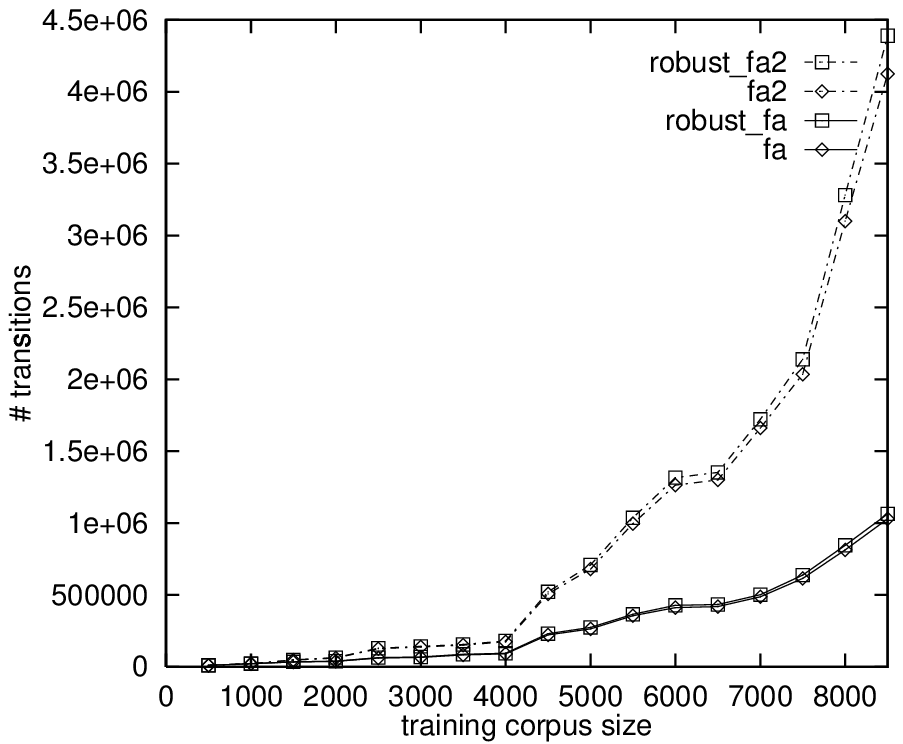 4.5e+06
4e+06
3.5e+06
3e+06
2.5e+06
2e+06
1.5e+06
1e+06
500000
0
# transitions
robust_fa2
fa2
robust_fa
fa
0 1000 2000 3000 4000 5000 6000 7000 8000
training corpus size